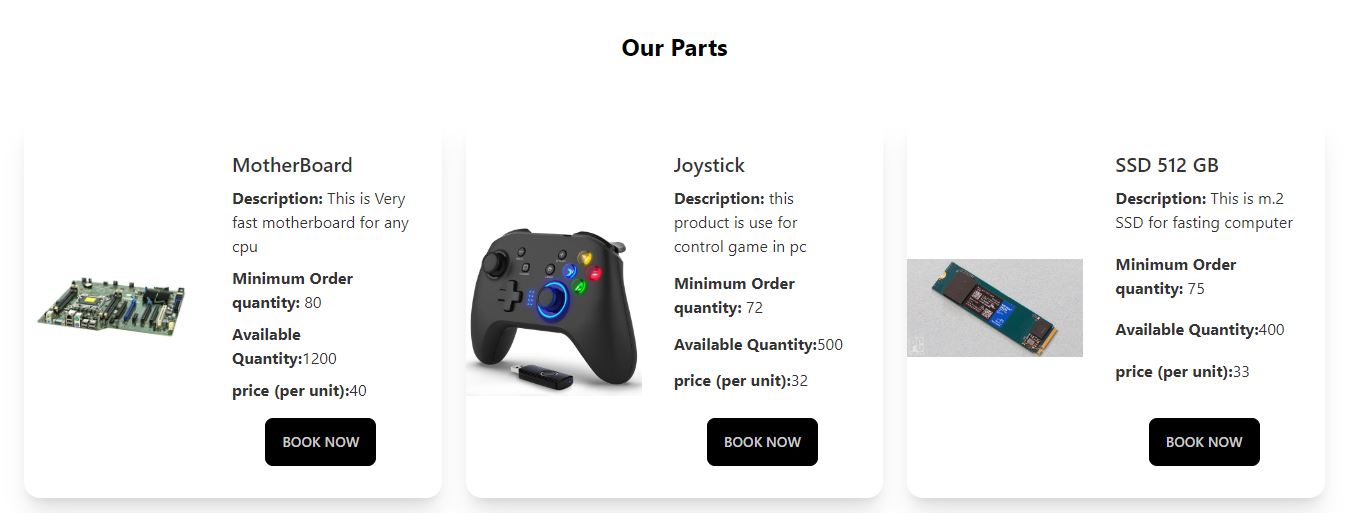 Our Parts
MotherBoard
Description: This is Very
fast motherboard for any
cpu
Minimum Order
quantity: 80
Available
Quantity:1200
price (per unit):40
BOOK NOW
Joystick
Description: this
product is use for
control game in pc
Minimum Order
quantity: 72
Available Quantity:500
price (per unit):32
BOOK NOW
SSD 512 GB
Description: This is m.2
SSD for fasting computer
Minimum Order
quantity: 75
Available Quantity:400
price (per unit):33
BOOK NOW